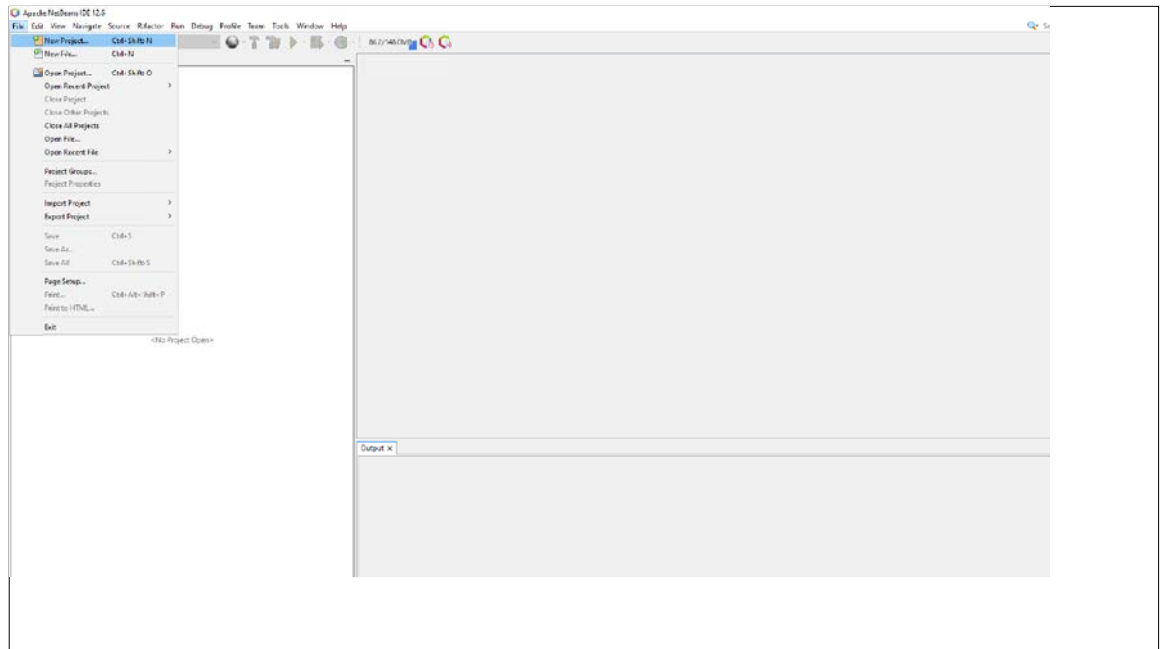 Apache NetBeans IDE 12.6
File Edit View Navigate Source Refactor Run Debug Profile Team Tools Window Help
New Project... Ctrl+Shift+N
New File... Ctrl+N
Open Project... Ctrl+Shift+O
Open Recent Project
Close Project
Close Other Projects
Close All Projects
Open File...
Open Recent File
Project Groups...
Project Properties
Import Project
Export Project
Save Ctrl+S
Save As...
Save All Ctrl+Shift+S
Page Setup...
Print... Ctrl+Alt+Shift+P
Print to HTML...
Exit
<No Project Open>
Output